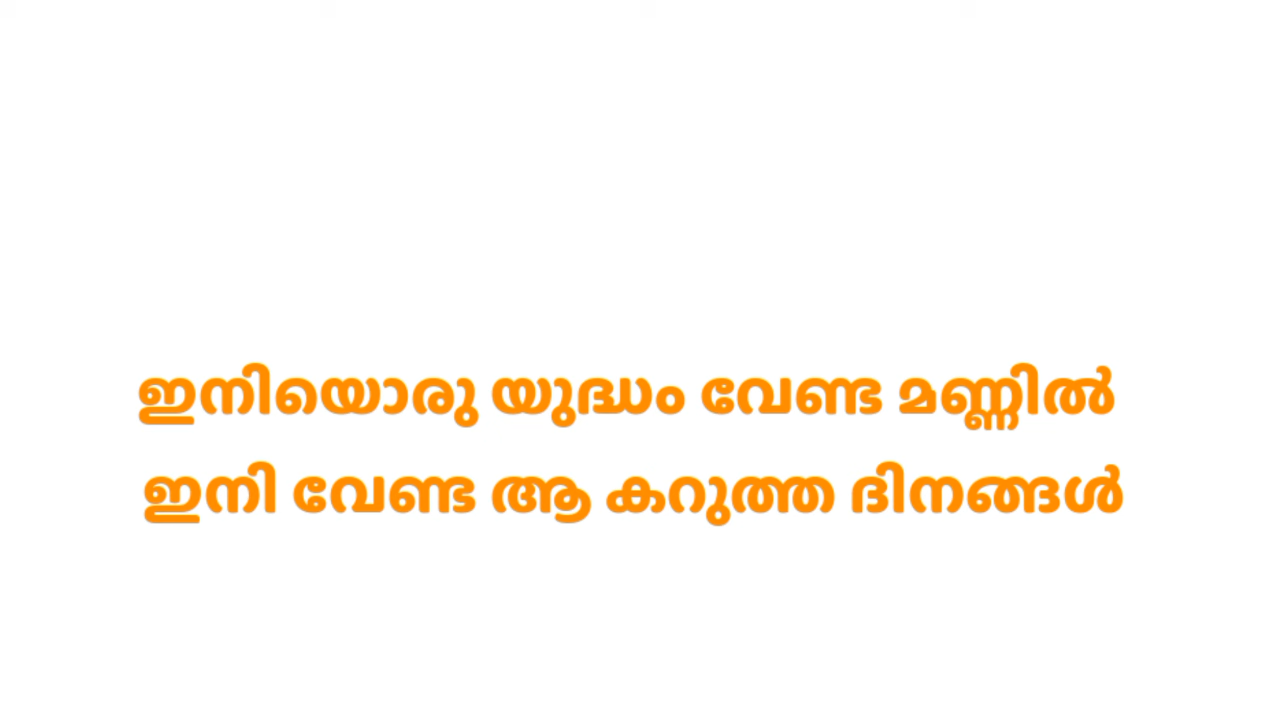 ഇനിയൊരു യുദ്ധം വേണ്ട മണ്ണിൽ
ഇനി വേണ്ട ആ കറുത്ത ദിനങ്ങൾ